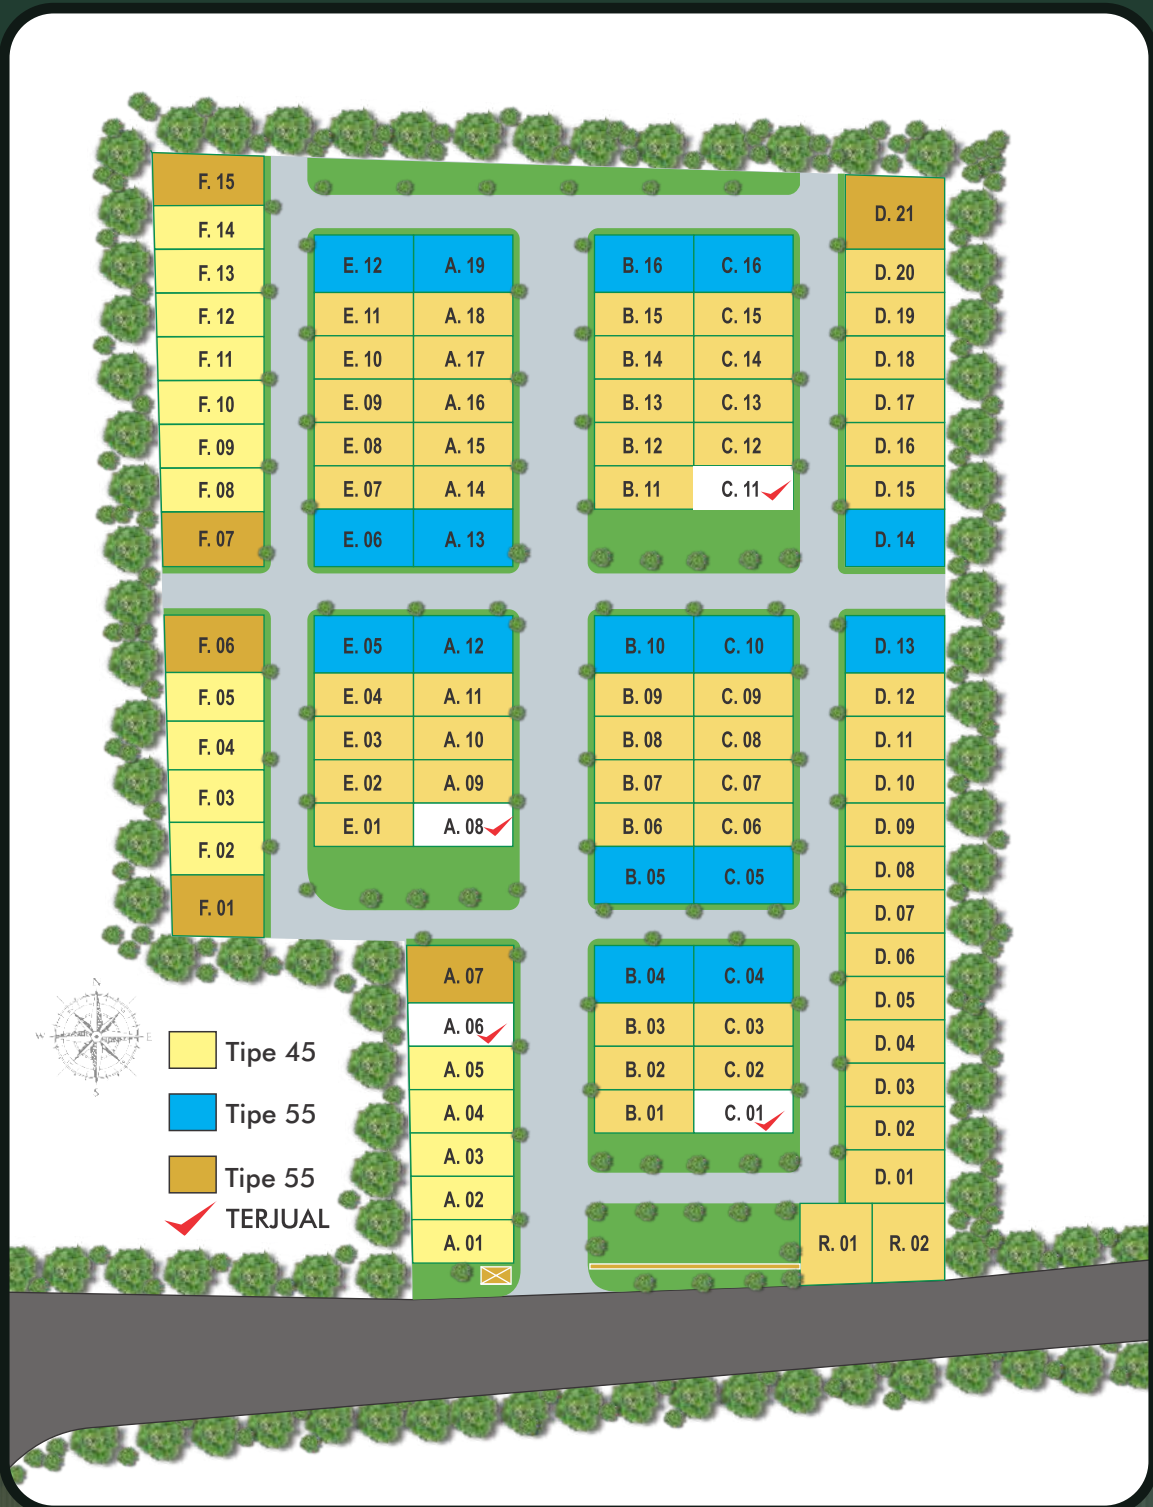 F. 15
F. 14
F. 13
F. 12
F. 11
F. 10
F. 09
F. 08
F. 07
F. 06
F. 05
F. 04
F. 03
F. 02
F. 01
E. 12 A. 19
E. 11 A. 18
E. 10 A. 17
E. 09 A. 16
E. 08 A. 15
E. 07 A. 14
E. 06 A. 13
E. 05 A. 12
E. 04 A. 11
E. 03 A. 10
E. 02 A. 09
E. 01 A. 08
A. 07
A. 06
A. 05
A. 04
A. 03
A. 02
A. 01
B. 16 C. 16
B. 15 C. 15
B. 14 C. 14
B. 13 C. 13
B. 12 C. 12
B. 11 C. 11
B. 10 C. 10
B. 09 C. 09
B. 08 C. 08
B. 07 C. 07
B. 06 C. 06
B. 05 C. 05
B. 04 C. 04
B. 03 C. 03
B. 02 C. 02
B. 01 C. 01
D. 21
D. 20
D. 19
D. 18
D. 17
D. 16
D. 15
D. 14
D. 13
D. 12
D. 11
D. 10
D. 09
D. 08
D. 07
D. 06
D. 05
D. 04
D. 03
D. 02
D. 01
R. 01 R. 02
N
W E
S
Tipe 45
Tipe 55
Tipe 55
TERJUAL